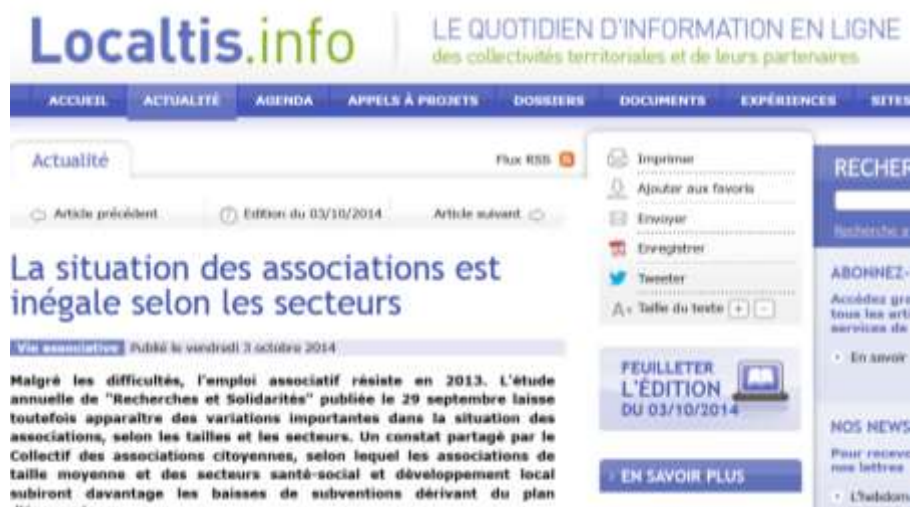 Localtis.info
LE QUOTIDIEN D'INFORMATION EN LIGNE
des collectivités territoriales et de leurs partenaires
ACCUEIL ACTUALITÉ AGENDA APPELS À PROJETS DOSSIERS DOCUMENTS EXPÉRIENCES SITES
Actualité
Flux RSS
Article précédent
Edition du 03/10/2014
Article suivant
La situation des associations est
inégale selon les secteurs
Vie associative Publié le vendredi 3 octobre 2014
Malgré les difficultés, l'emploi associatif résiste en 2013. L'étude
annuelle de "Recherches et Solidarités" publiée le 29 septembre laisse
toutefois apparaître des variations importantes dans la situation des
associations, selon les tailles et les secteurs. Un constat partagé par le
Collectif des associations citoyennes, selon lequel les associations de
taille moyenne et des secteurs santé-social et développement local
subiront davantage les baisses de subventions dérivant du plan
Imprimer
Ajouter aux favoris
Envoyer
Enregistrer
Tweeter
A+ Taille du texte + -
FEUILLETER
L'ÉDITION
DU 03/10/2014
EN SAVOIR PLUS
RECHER
Recherche a
ABONNEZ-
Accédez gra
tous les arti
services de
En savoir
NOS NEWS
Pour recevo
nos lettres
L'hebdom